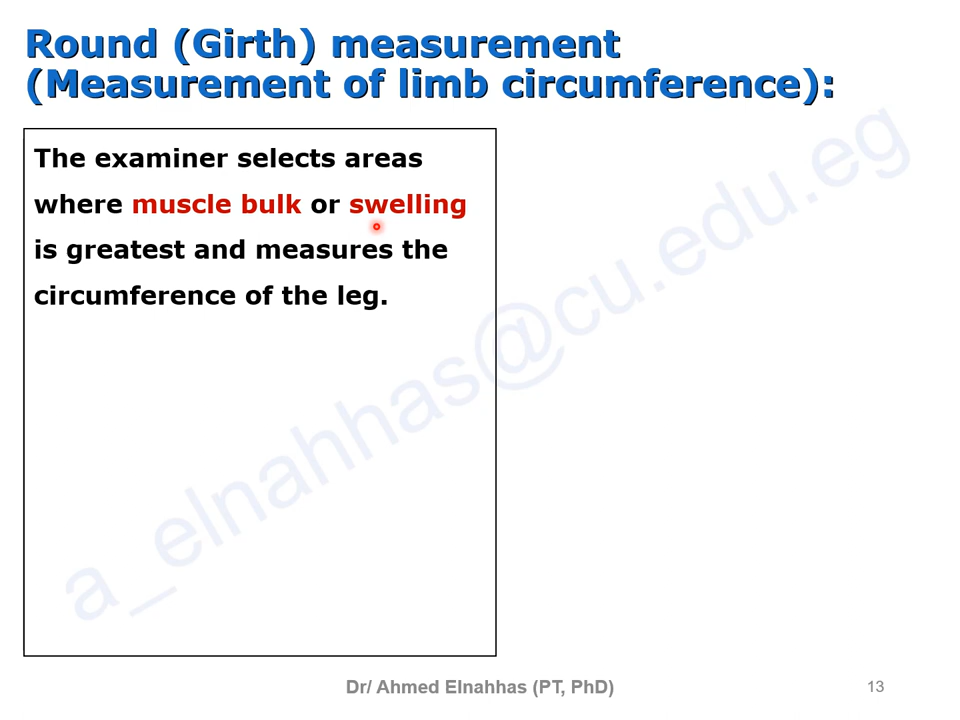 Round (Girth) measurement
(Measurement of limb circumference):
The examiner selects areas
where muscle bulk or swelling
is greatest and measures the
circumference of the leg.
a_elnahhas@cu.edu.eg
Dr/ Ahmed Elnahhas (PT, PhD)
13